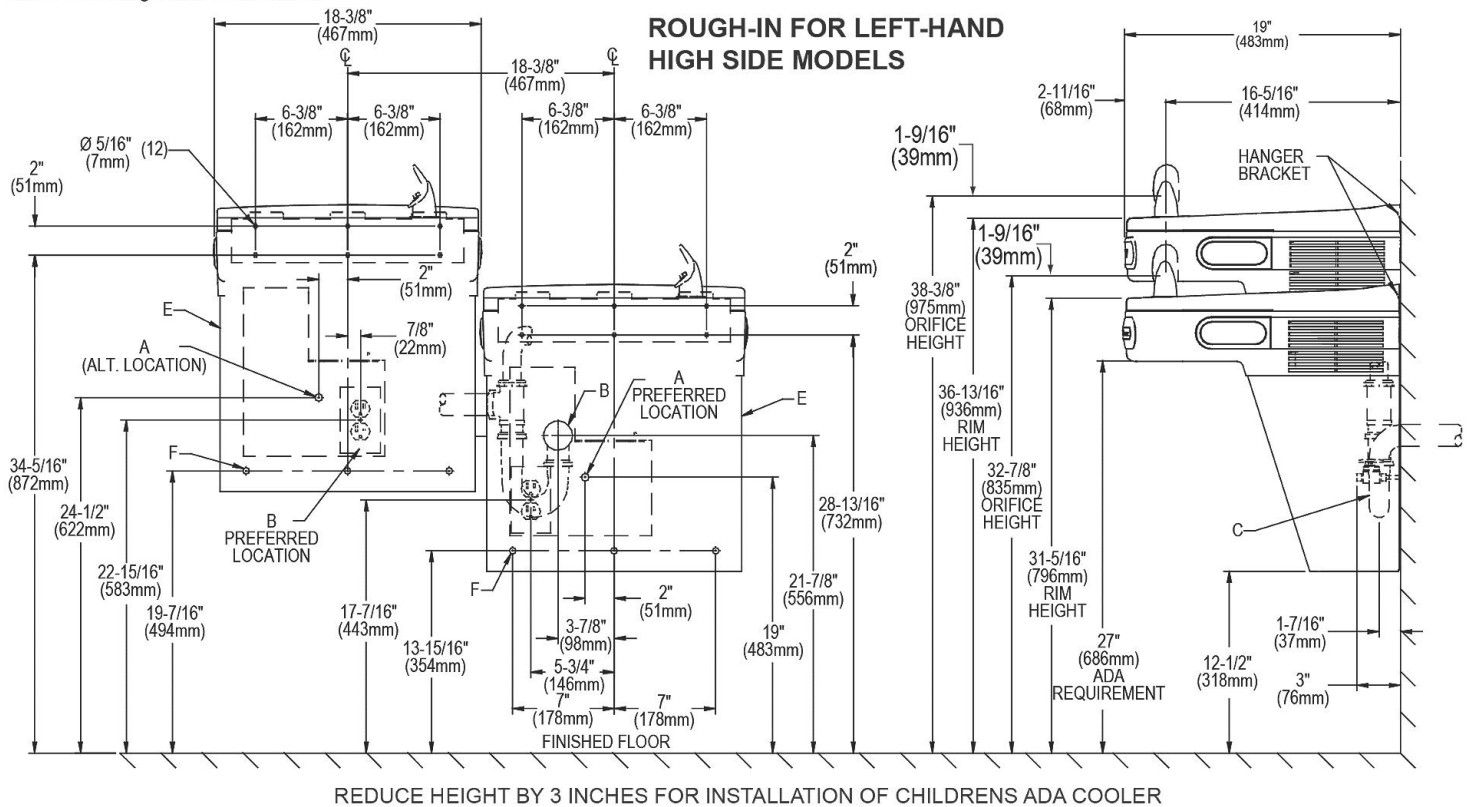 ROUGH-IN FOR LEFT-HAND
HIGH SIDE MODELS
18-3/8"
(467mm)
℄
℄
18-3/8"
(467mm)
6-3/8"
(162mm)
6-3/8"
(162mm)
6-3/8"
(162mm)
6-3/8"
(162mm)
Ø 5/16" (12)
(7mm)
2"
(51mm)
2"
(51mm)
7/8"
(22mm)
E
A
(ALT. LOCATION)
F
B
PREFERRED
LOCATION
34-5/16"
(872mm)
24-1/2"
(622mm)
22-15/16"
(583mm)
19-7/16"
(494mm)
17-7/16"
(443mm)
13-15/16"
(354mm)
2"
(51mm)
B
A
PREFERRED
LOCATION
E
F
28-13/16"
(732mm)
21-7/8"
(556mm)
19"
(483mm)
2"
(51mm)
3-7/8"
(98mm)
5-3/4"
(146mm)
7"
(178mm)
7"
(178mm)
FINISHED FLOOR
19"
(483mm)
2-11/16"
(68mm)
16-5/16"
(414mm)
1-9/16"
(39mm)
HANGER
BRACKET
1-9/16"
(39mm)
38-3/8"
(975mm)
ORIFICE
HEIGHT
36-13/16"
(936mm)
RIM
HEIGHT
32-7/8"
(835mm)
ORIFICE
HEIGHT
31-5/16"
(796mm)
RIM
HEIGHT
27"
(686mm)
ADA
REQUIREMENT
C
12-1/2"
(318mm)
1-7/16"
(37mm)
3"
(76mm)
REDUCE HEIGHT BY 3 INCHES FOR INSTALLATION OF CHILDRENS ADA COOLER